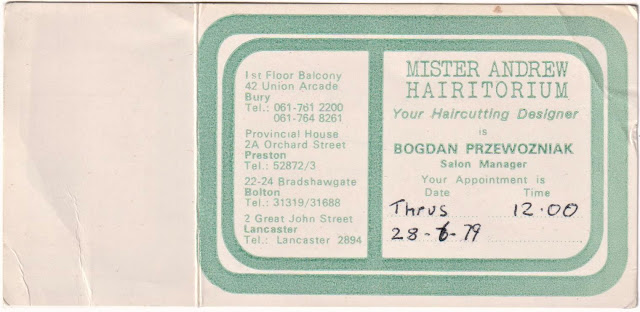 1st Floor Balcony
42 Union Arcade
Bury
Tel.: 061-761 2200
061-764 8261
Provincial House
2A Orchard Street
Preston
Tel.: 52872/3
22-24 Bradshawgate
Bolton
Tel.: 31319/31688
2 Great John Street
Lancaster
Tel.: Lancaster 2894
MISTER ANDREW
HAIRITORIUM
Your Haircutting Designer
is
BOGDAN PRZEWOZNIAK
Salon Manager
Your Appointment is
Date Time
Thrus 12.00
28-6-79